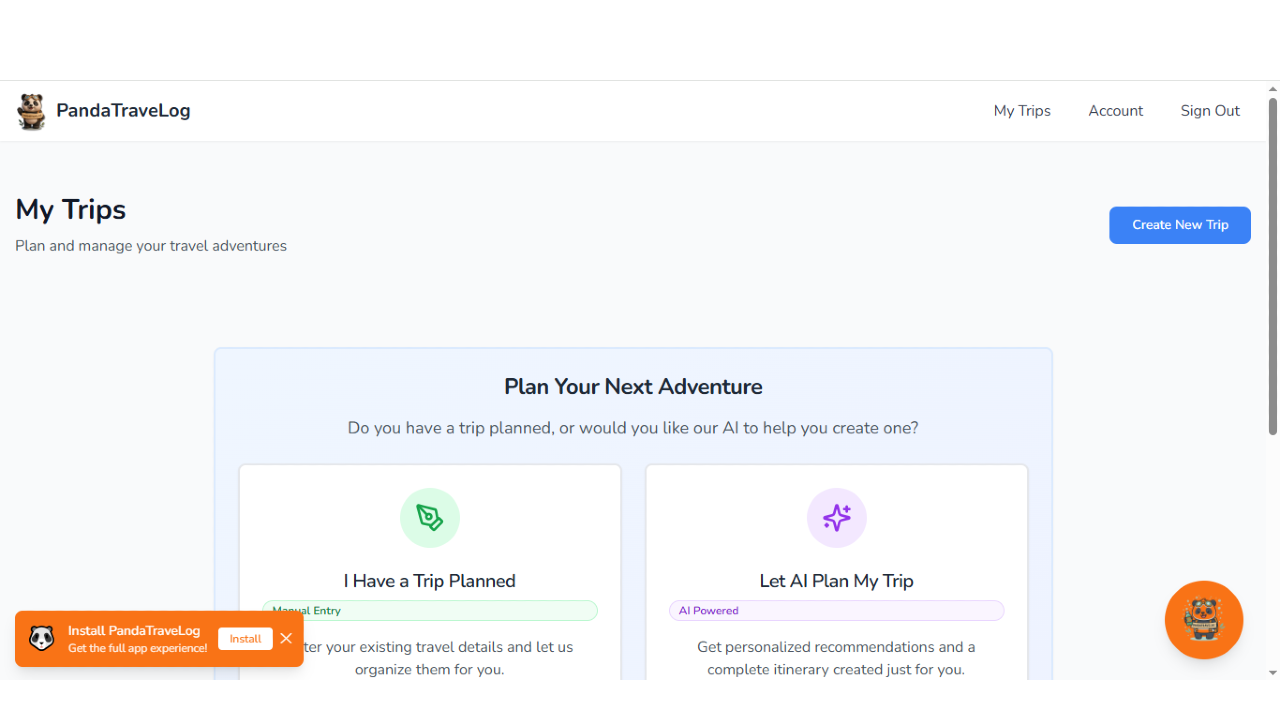 PandaTraveLog
My Trips
Account
Sign Out
My Trips
Plan and manage your travel adventures
Create New Trip
Plan Your Next Adventure
Do you have a trip planned, or would you like our AI to help you create one?
I Have a Trip Planned
Manual Entry
your existing travel details and let us
organize them for you.
Let AI Plan My Trip
AI Powered
Get personalized recommendations and a
complete itinerary created just for you.
Install PandaTraveLog
Get the full app experience!
Install